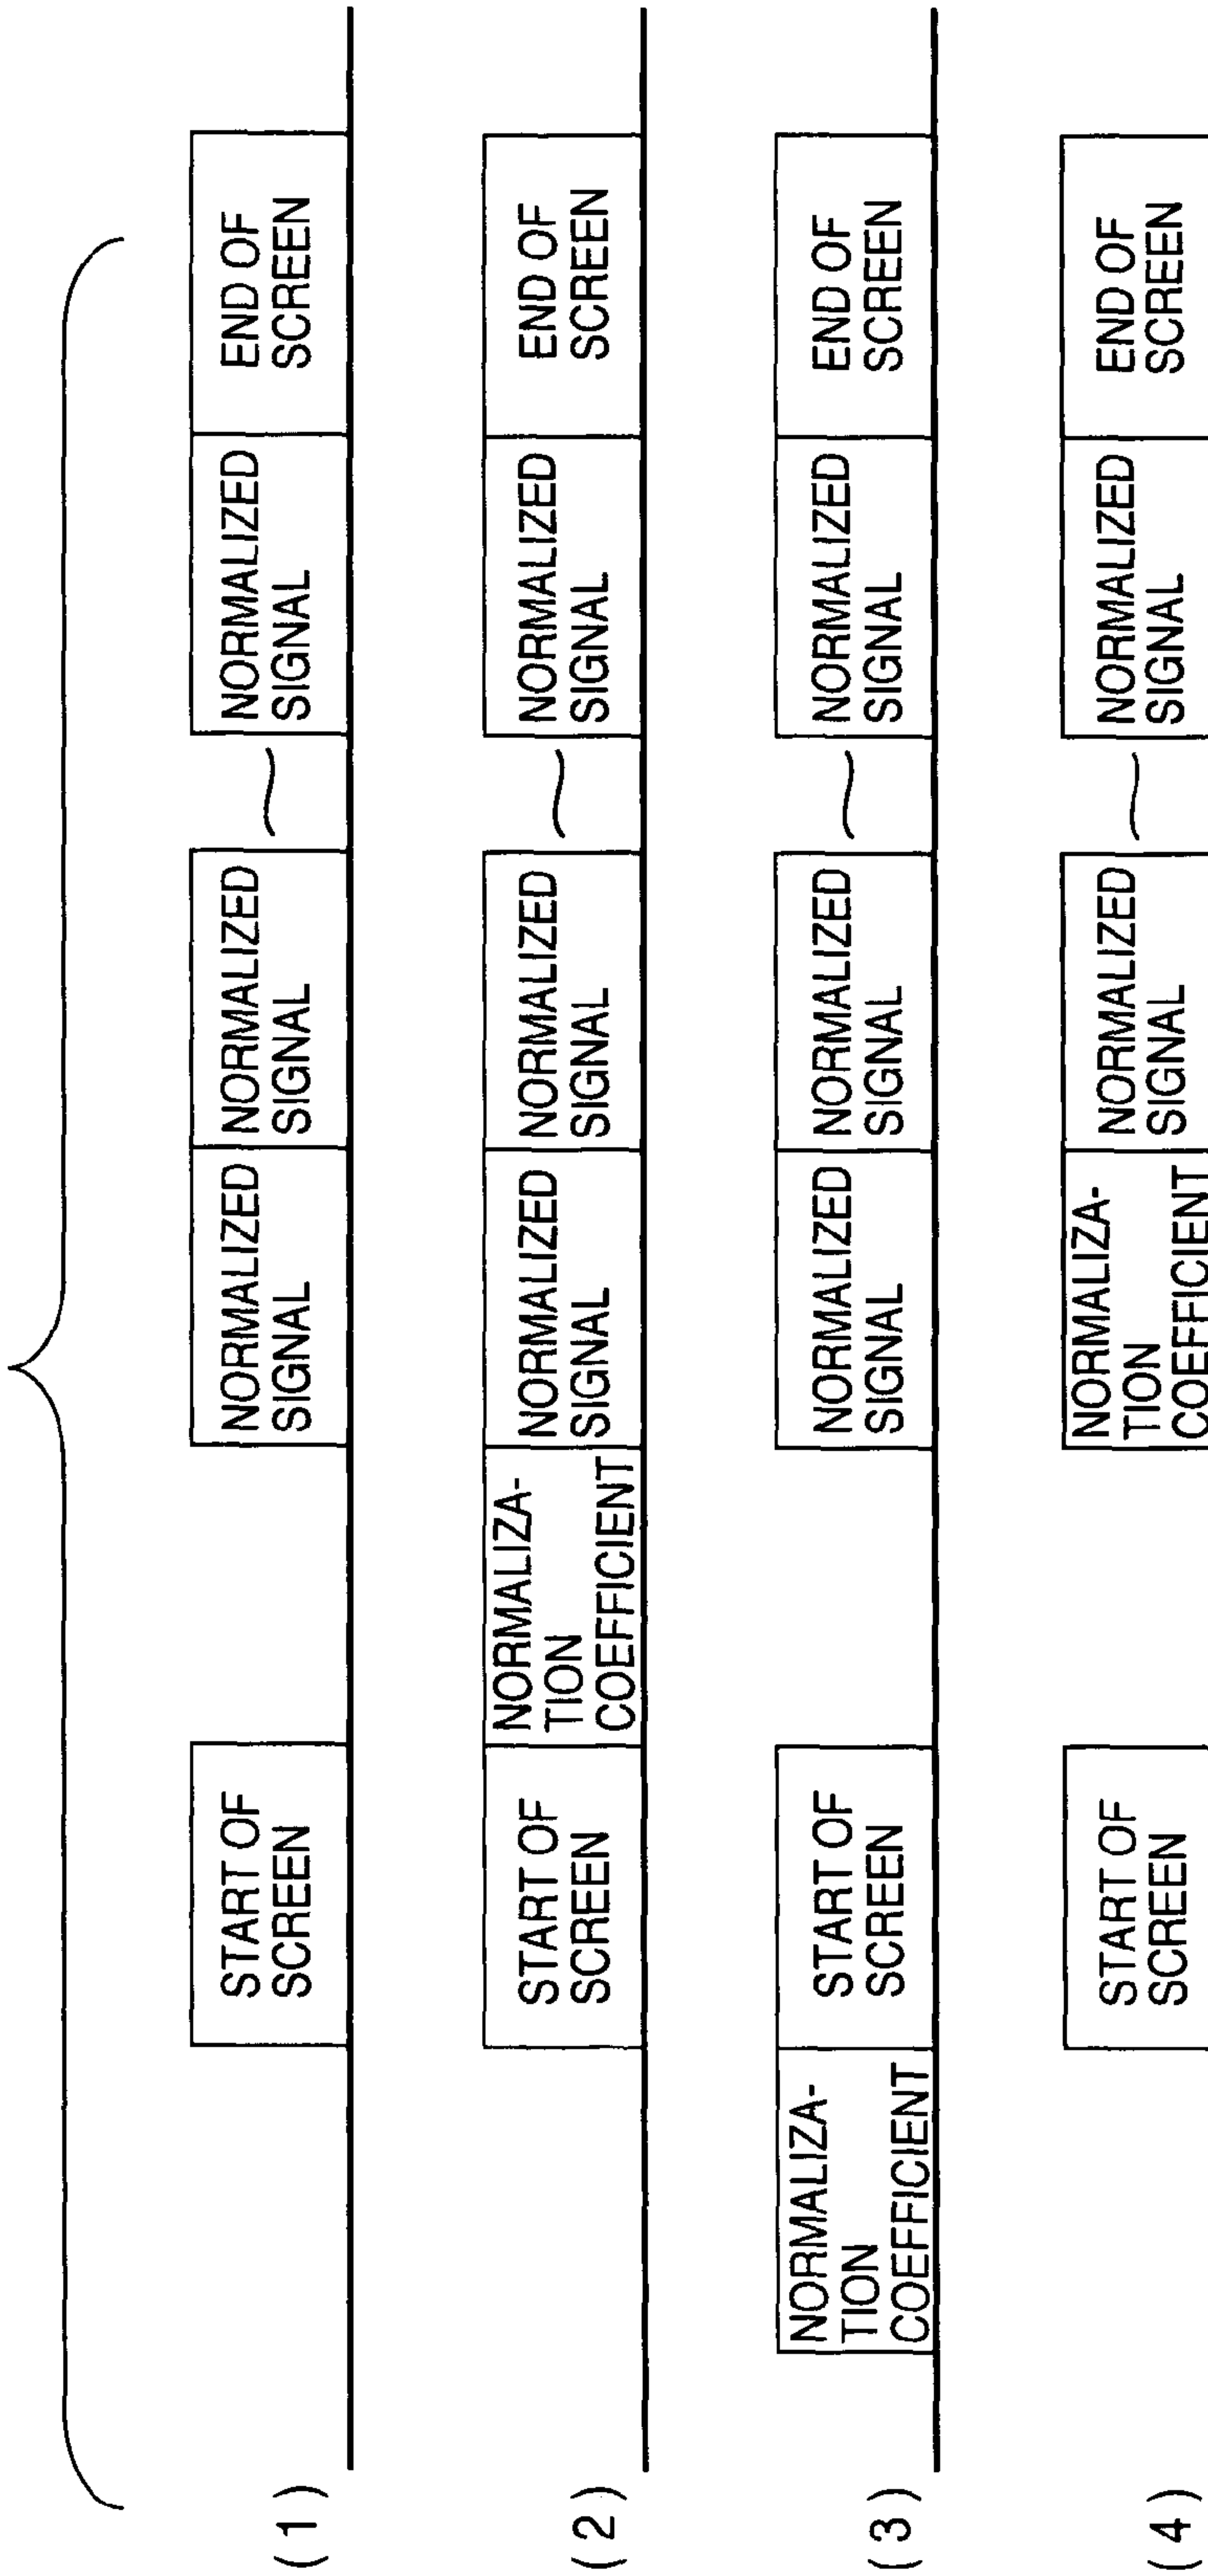 (1)
START OF
SCREEN
NORMALIZED
SIGNAL
NORMALIZED
SIGNAL
NORMALIZED
SIGNAL
END OF
SCREEN
(2)
START OF
SCREEN
NORMALIZA-
TION
COEFFICIENT
NORMALIZED
SIGNAL
NORMALIZED
SIGNAL
NORMALIZED
SIGNAL
END OF
SCREEN
(3)
NORMALIZA-
TION
COEFFICIENT
START OF
SCREEN
NORMALIZED
SIGNAL
NORMALIZED
SIGNAL
NORMALIZED
SIGNAL
END OF
SCREEN
(4)
START OF
SCREEN
NORMALIZA-
TION
COEFFICIENT
NORMALIZED
SIGNAL
NORMALIZED
SIGNAL
END OF
SCREEN